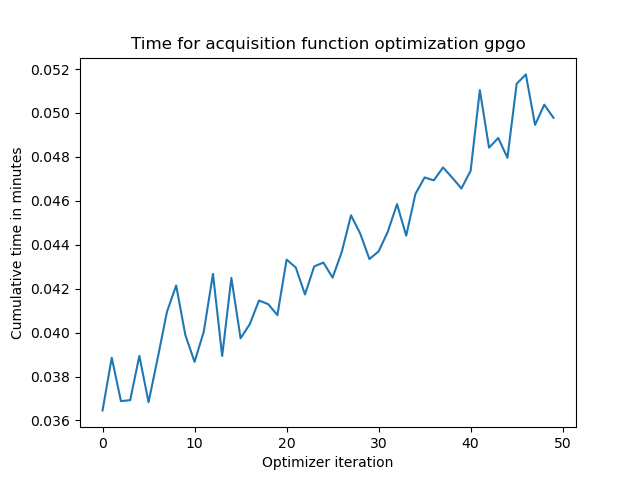 Time for acquisition function optimization gpgo
0.052
0.050
0.048
0.046
0.044
0.042
0.040
0.038
0.036
Cumulative time in minutes
0 10 20 30 40 50
Optimizer iteration